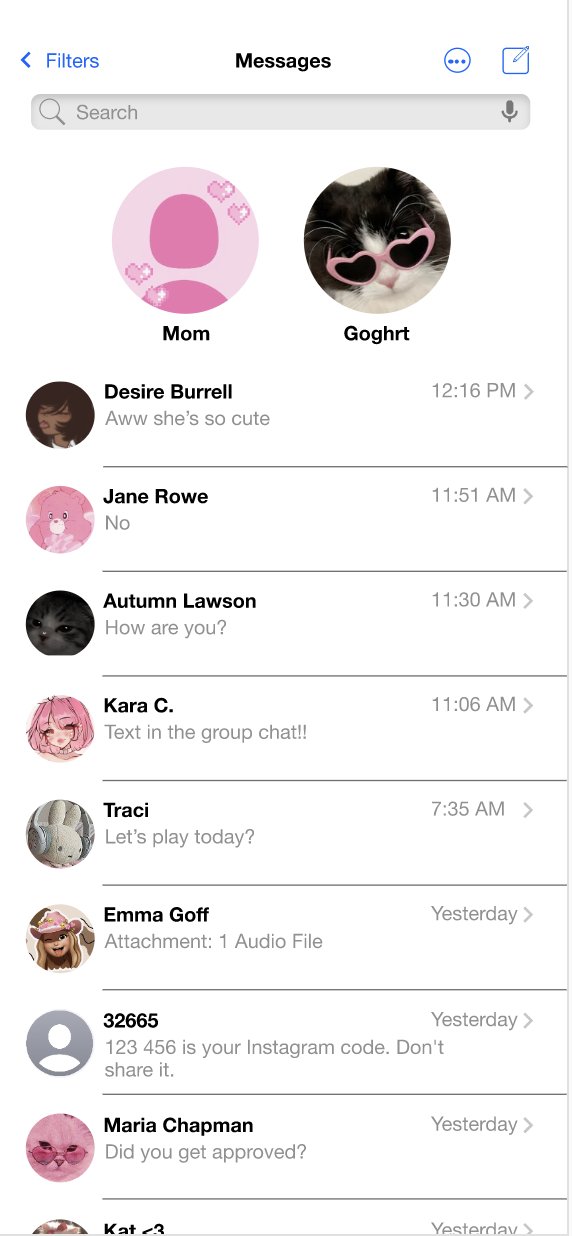 Filters
Messages
Search
Mom
Goghrt
Desire Burrell
12:16 PM
Aww she’s so cute
Jane Rowe
11:51 AM
No
Autumn Lawson
11:30 AM
How are you?
Kara C.
11:06 AM
Text in the group chat!!
Traci
7:35 AM
Let’s play today?
Emma Goff
Yesterday
Attachment: 1 Audio File
32665
Yesterday
123 456 is your Instagram code. Don't
share it.
Maria Chapman
Yesterday
Did you get approved?
Kat <3
Yesterday